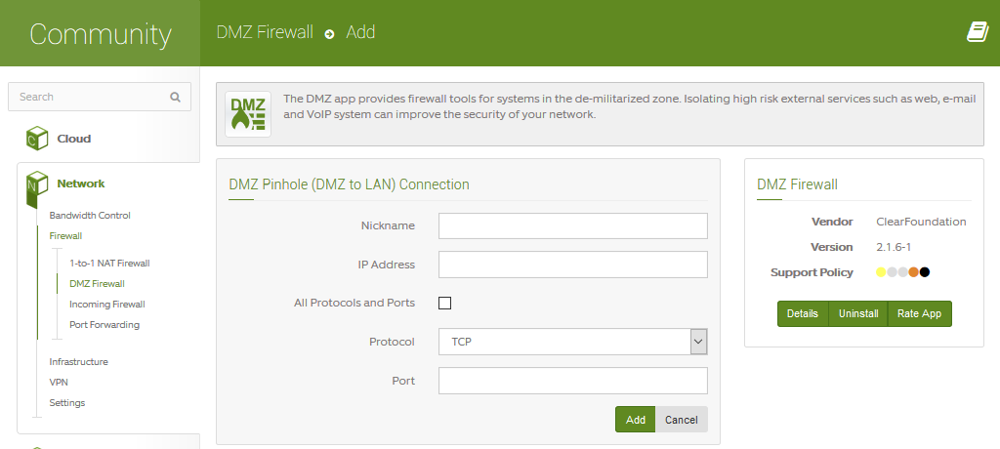 Community
DMZ Firewall Add
Search
Cloud
Network
Bandwidth Control
Firewall
1-to-1 NAT Firewall
DMZ Firewall
Incoming Firewall
Port Forwarding
Infrastructure
VPN
Settings
DMZ
The DMZ app provides firewall tools for systems in the de-militarized zone. Isolating high risk external services such as web, e-mail
and VoIP system can improve the security of your network.
DMZ Pinhole (DMZ to LAN) Connection
Nickname
IP Address
All Protocols and Ports
Protocol TCP
Port
Add Cancel
DMZ Firewall
Vendor ClearFoundation
Version 2.1.6-1
Support Policy
Details Uninstall Rate App